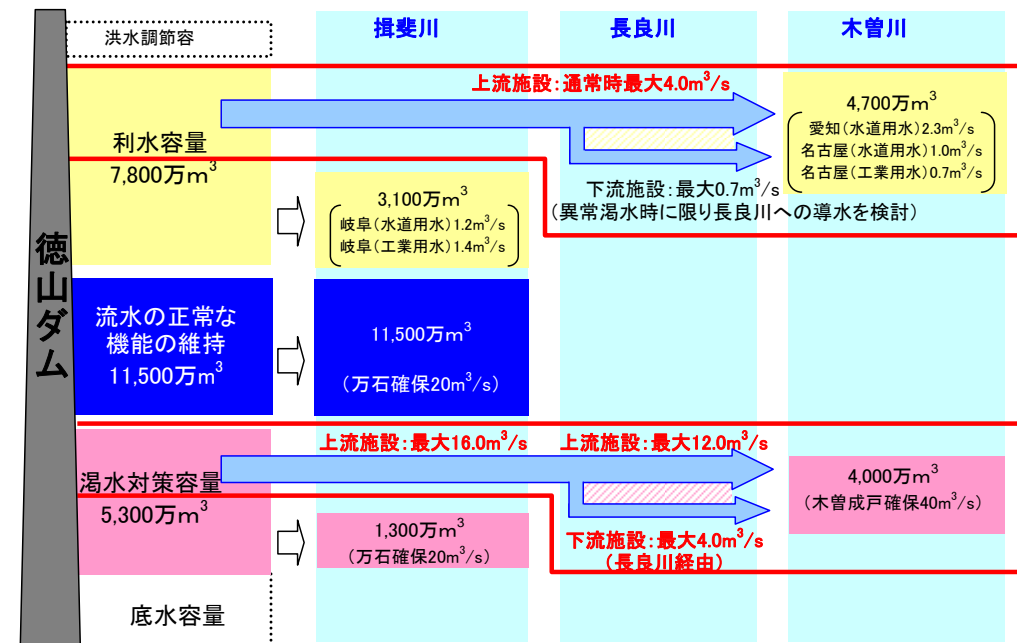 徳山ダム
洪水調節容
揖斐川
長良川
木曽川
上流施設:通常時最大4.0m³/s
利水容量
7,800万m³
4,700万m³
愛知(水道用水)2.3m³/s
名古屋(水道用水)1.0m³/s
名古屋(工業用水)0.7m³/s
下流施設:最大0.7m³/s
(異常渇水時に限り長良川への導水を検討)
3,100万m³
岐阜(水道用水)1.2m³/s
岐阜(工業用水)1.4m³/s
流水の正常な
機能の維持
11,500万m³
11,500万m³
(万石確保20m³/s)
上流施設:最大16.0m³/s
上流施設:最大12.0m³/s
渇水対策容量
5,300万m³
4,000万m³
(木曽成戸確保40m³/s)
1,300万m³
(万石確保20m³/s)
下流施設:最大4.0m³/s
(長良川経由)
底水容量